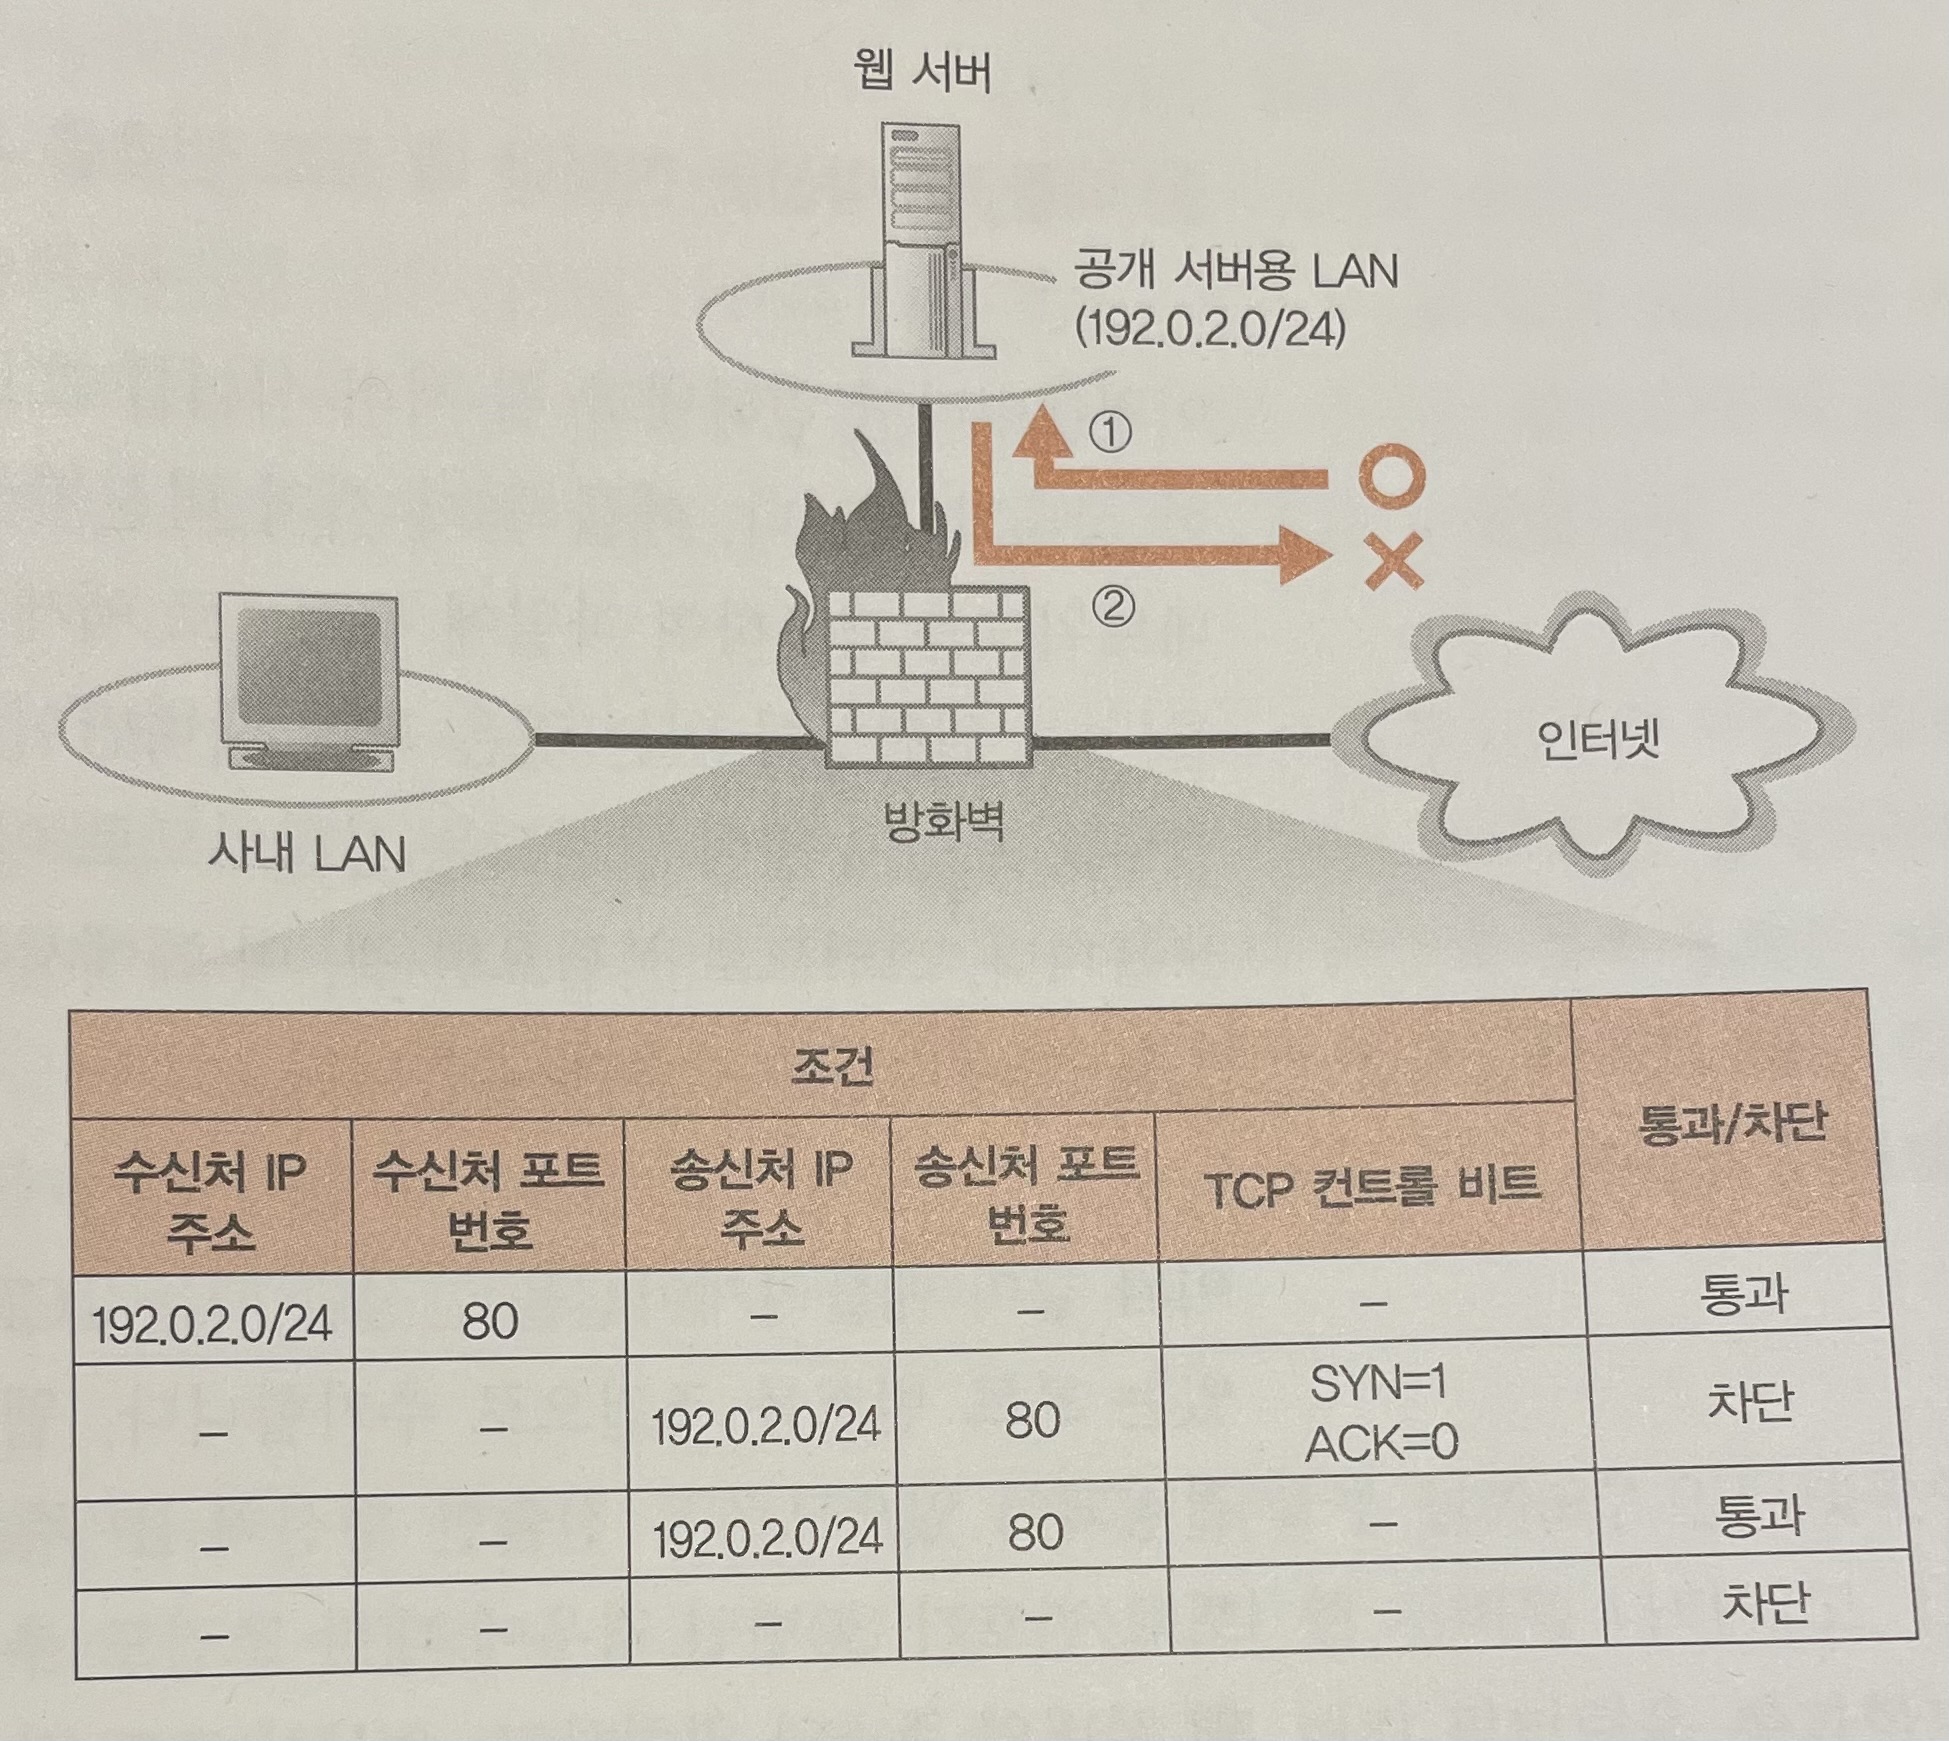 웹 서버
공개 서버용 LAN
(192.0.2.0/24)
①
②
인터넷
방화벽
사내 LAN
조건
통과/차단
수신처 IP
주소
수신처 포트
번호
송신처 IP
주소
송신처 포트
번호
TCP 컨트롤 비트
192.0.2.0/24 80 – – – 통과
– – 192.0.2.0/24 80 SYN=1
ACK=0 차단
– – 192.0.2.0/24 80 – 통과
– – – – – 차단